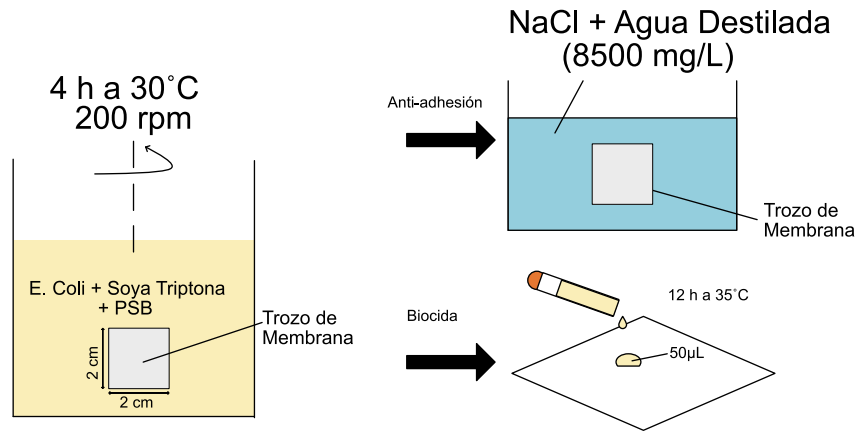 4 h a 30°C
200 rpm
E. Coli + Soya Triptona
+ PSB
2 cm
2 cm
Trozo de
Membrana
Anti-adhesión
NaCl + Agua Destilada
(8500 mg/L)
Trozo de
Membrana
Biocida
12 h a 35°C
50µL